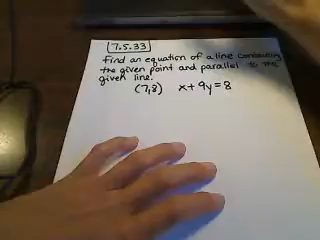 7.5.33
find an equation of a line containing
the given point and parallel to the
given line.
(7,8) x+9y=8